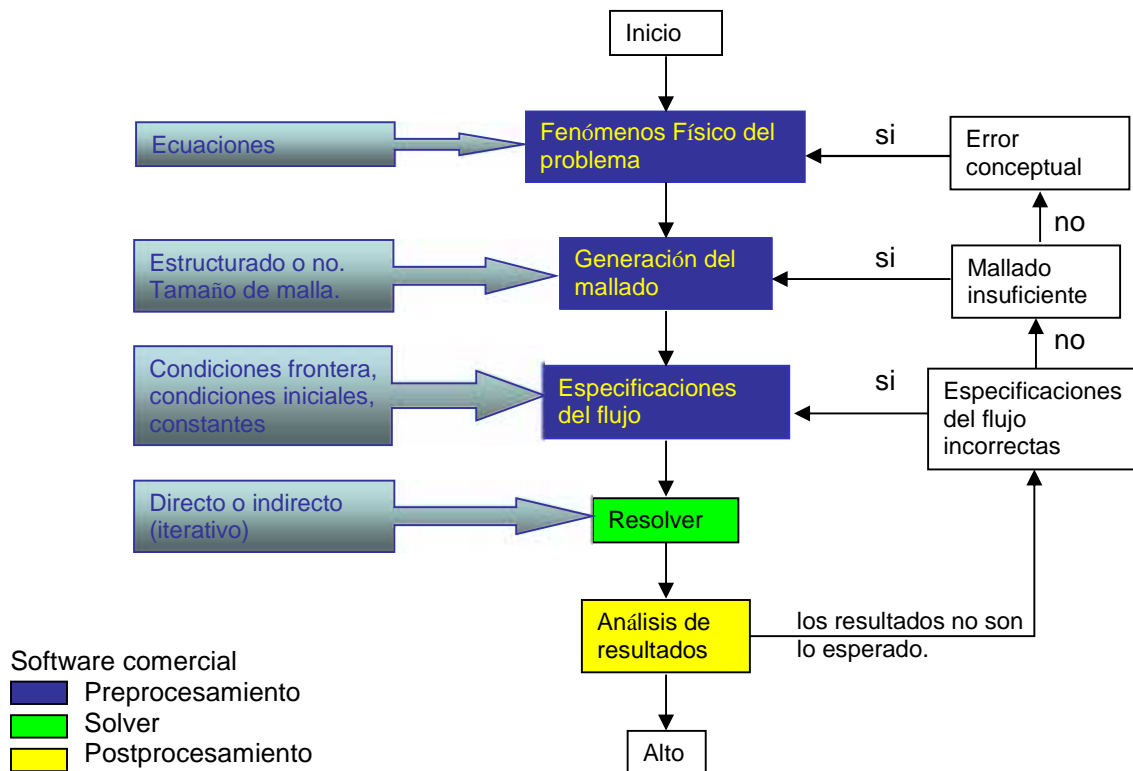 Inicio
Ecuaciones
Fenómenos Físico del
problema
si
Error
conceptual
no
Estructurado o no.
Tamaño de malla.
Generación del
mallado
si
Mallado
insuficiente
no
Condiciones frontera,
condiciones iniciales,
constantes
Especificaciones
del flujo
si
Especificaciones
del flujo
incorrectas
Directo o indirecto
(iterativo)
Resolver
Análisis de
resultados
los resultados no son
lo esperado.
Software comercial
Preprocesamiento
Solver
Postprocesamiento
Alto